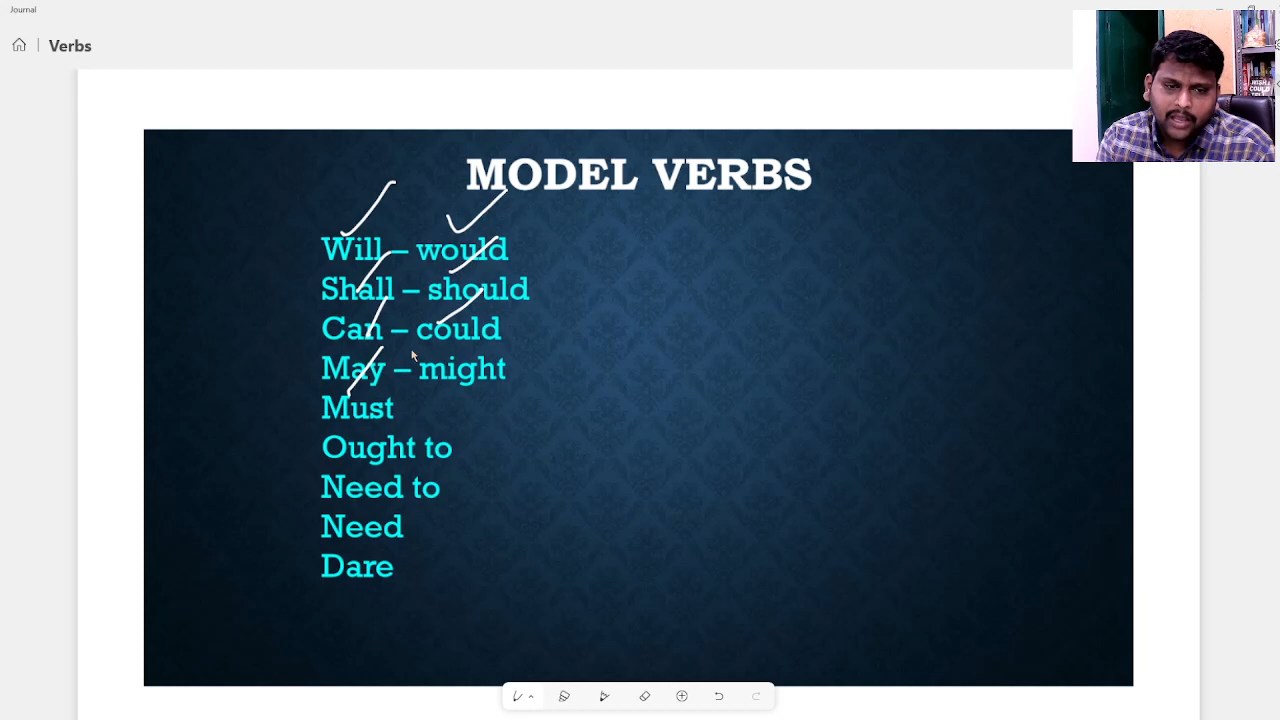 Journal
Verbs
MODEL VERBS
Will – would
Shall – should
Can – could
May – might
Must
Ought to
Need to
Need
Dare